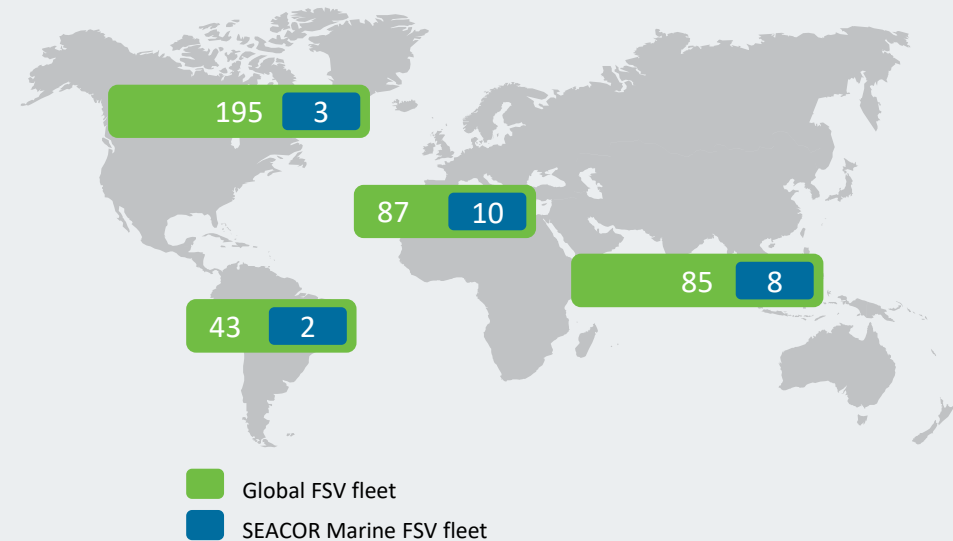 195 3
87 10
85 8
43 2
Global FSV fleet
SEACOR Marine FSV fleet